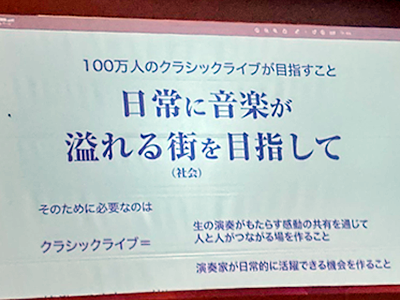 100万人のクラシックライブが目指すこと
日常に音楽が
溢れる街を目指して
(社会)
そのために必要なのは
クラシックライブ＝
生の演奏がもたらす感動の共有を通じて
人と人がつながる場を作ること
演奏家が日常的に活躍できる機会を作ること